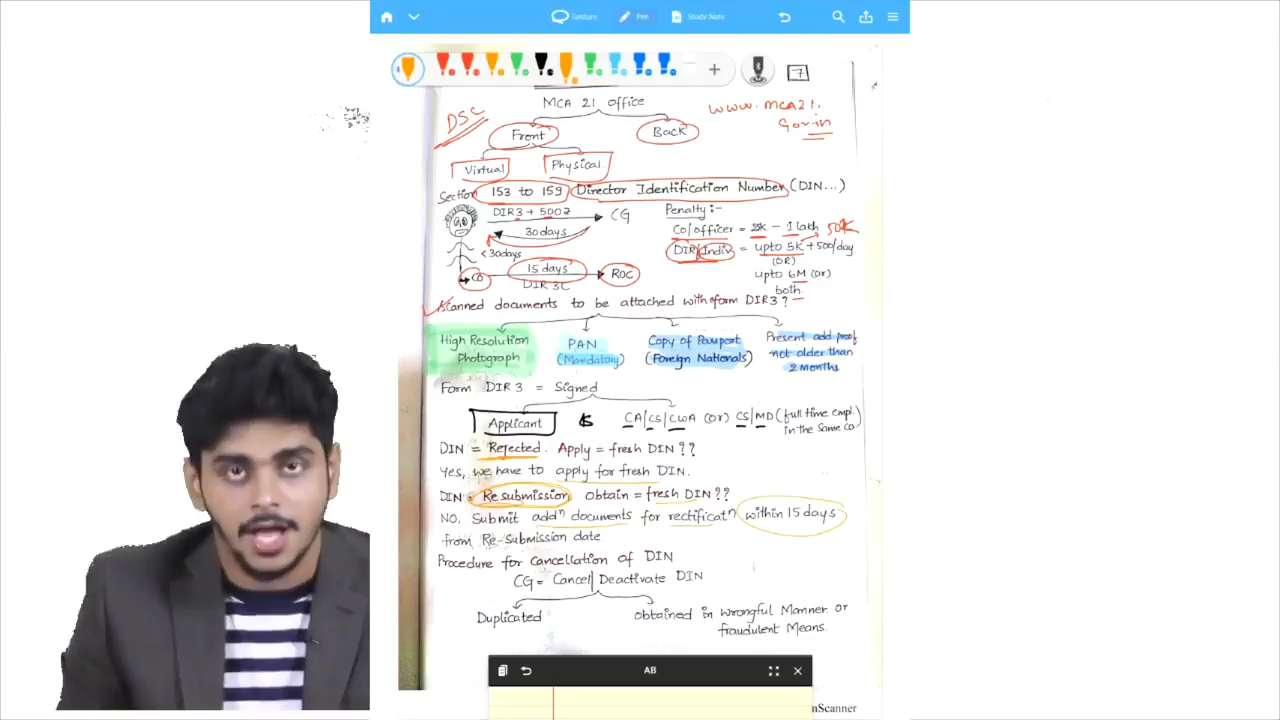 Gesture Pen Study Note
7
MCA 21 office
DSC
www.mca21.
Gov.in
Front Back
Virtual Physical
Section 153 to 159 Director Identification Number (DIN...)
DIR3 + 500₹ CG
Penalty:-
30 days
Co/officer = 25K - 1 lakh 50K
<30days
DIR Indiv = upto 5K + 500/day
(OR)
15 days ROC
DIR 3C
upto 6M (or)
both
Scanned documents to be attached with eform DIR3?
High Resolution Photograph
PAN (Mandatory)
Copy of Passport (Foreign Nationals)
Present add proof not older than 2 months
Form DIR 3 = Signed
Applicant & CA/CS/CWA (or) CS/MD (full time empl. in the same co)
DIN = Rejected. Apply = fresh DIN??
Yes, we have to apply for fresh DIN.
DIN = Resubmission obtain = fresh DIN??
NO, Submit addⁿ documents for rectificatⁿ within 15 days
from Re-Submission date
Procedure for cancellation of DIN
CG = Cancel/Deactivate DIN
Duplicated
obtained in wrongful Manner or
fraudulent Means.
AB
nScanner